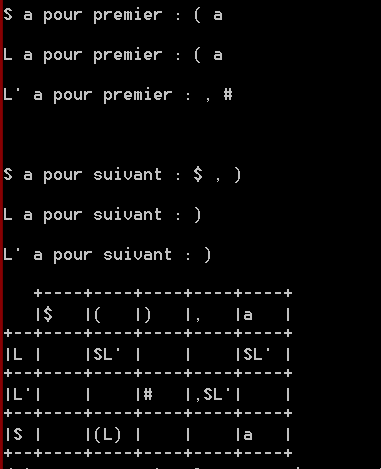 S a pour premier : ( a
L a pour premier : ( a
L' a pour premier : , #
S a pour suivant : $ , )
L a pour suivant : )
L' a pour suivant : )
+----+----+----+----+----+
|$ |( |) |, |a |
+--+----+----+----+----+----+
|L | |SL' | | |SL' |
+--+----+----+----+----+----+
|L'| | |# |,SL'| |
+--+----+----+----+----+----+
|S | |(L) | | |a |
+--+----+----+----+----+----+